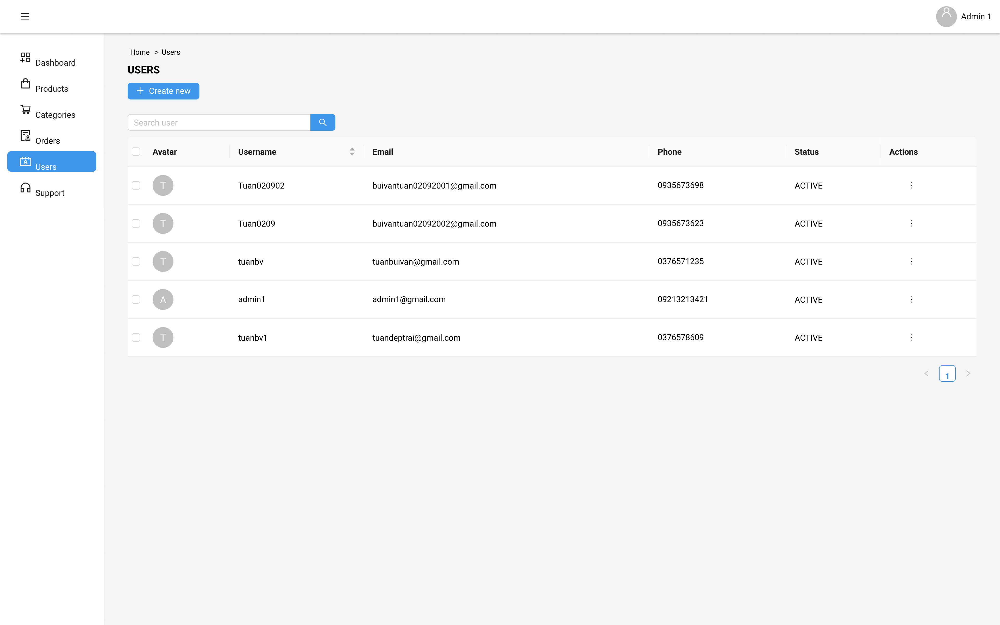 Admin 1
Dashboard
Products
Categories
Orders
Users
Support
Home > Users
USERS
Create new
Search user
Avatar Username Email Phone Status Actions
T Tuan020902 buivantuan02092001@gmail.com 0935673698 ACTIVE
T Tuan0209 buivantuan02092002@gmail.com 0935673623 ACTIVE
T tuanbv tuanbuivan@gmail.com 0376571235 ACTIVE
A admin1 admin1@gmail.com 09213213421 ACTIVE
T tuanbv1 tuandeptrai@gmail.com 0376578609 ACTIVE
1